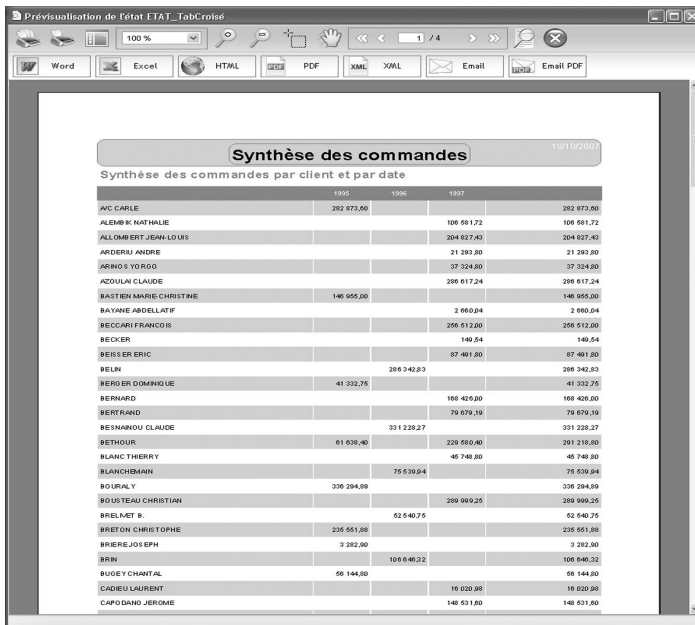 Prévisualisation de l'état ETAT_TabCroisé
100 % 1 / 4
Word Excel HTML PDF XML XML Email Email PDF
10/10/2007
Synthèse des commandes
Synthèse des commandes par client et par date
1995 1996 1997
A/C CARLE 282 873,60 282 873,60
ALEMBIK NATHALIE 106 581,72 106 581,72
ALLOMBERT JEAN-LOUIS 204 827,43 204 827,43
ARDERIU ANDRE 21 293,80 21 293,80
ARINOS YORGO 37 324,80 37 324,80
AZOULAI CLAUDE 286 617,24 286 617,24
BASTIEN MARIE-CHRISTINE 146 955,00 146 955,00
BAYANE ABDELLATIF 2 660,04 2 660,04
BECCARI FRANCOIS 256 512,00 256 512,00
BECKER 149,54 149,54
BEISSER ERIC 87 491,80 87 491,80
BELIN 286 342,83 286 342,83
BERGER DOMINIQUE 41 332,75 41 332,75
BERNARD 168 426,00 168 426,00
BERTRAND 79 679,19 79 679,19
BESNAINOU CLAUDE 331 228,27 331 228,27
BETHOUR 61 638,40 229 580,40 291 218,80
BLANC THIERRY 45 748,80 45 748,80
BLANCHEMAIN 75 539,94 75 539,94
BOURALY 336 294,89 336 294,89
BOUSTEAU CHRISTIAN 289 999,25 289 999,25
BRELIVET B. 52 540,75 52 540,75
BRETON CHRISTOPHE 235 551,88 235 551,88
BRIERE JOSEPH 3 282,90 3 282,90
BRIN 106 646,32 106 646,32
BUGEY CHANTAL 56 144,80 56 144,80
CADIEU LAURENT 16 020,98 16 020,98
CAPODANO JEROME 148 531,60 148 531,60